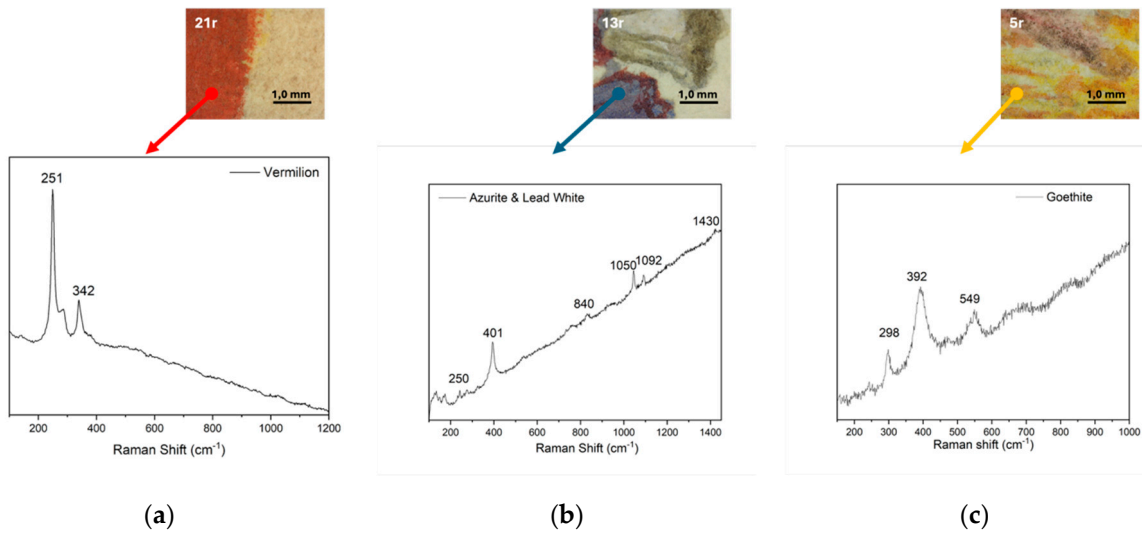 21r
1,0 mm
13r
1,0 mm
5r
1,0 mm
Vermilion
251
342
200 400 600 800 1000 1200
Raman Shift (cm-1)
Azurite & Lead White
1430
1050 1092
840
401
250
200 400 600 800 1000 1200 1400
Raman Shift (cm-1)
Goethite
392
549
298
200 300 400 500 600 700 800 900 1000
Raman shift (cm-1)
(a)
(b)
(c)